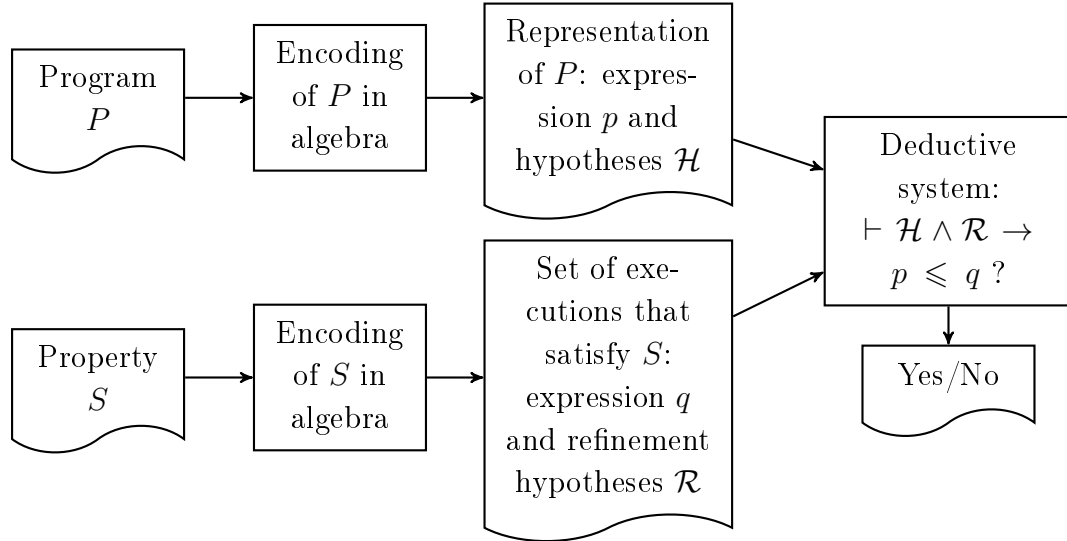 Program
P
Encoding
of P in
algebra
Representation
of P: expres-
sion p and
hypotheses ℋ
Deductive
system:
⊢ ℋ ∧ ℛ →
p ⩽ q ?
Property
S
Encoding
of S in
algebra
Set of exe-
cutions that
satisfy S:
expression q
and refinement
hypotheses ℛ
Yes/No